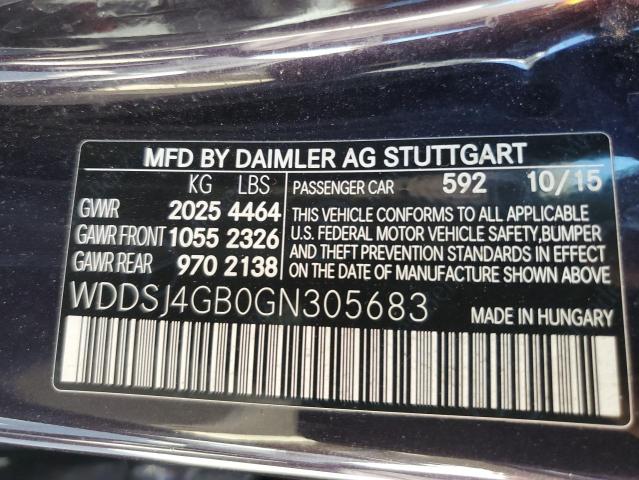 MFD BY DAIMLER AG STUTTGART
KG LBS
GVWR 2025 4464
GAWR FRONT 1055 2326
GAWR REAR 970 2138
PASSENGER CAR 592 10/15
THIS VEHICLE CONFORMS TO ALL APPLICABLE
U.S. FEDERAL MOTOR VEHICLE SAFETY,BUMPER
AND THEFT PREVENTION STANDARDS IN EFFECT
ON THE DATE OF MANUFACTURE SHOWN ABOVE
WDDSJ4GB0GN305683
MADE IN HUNGARY